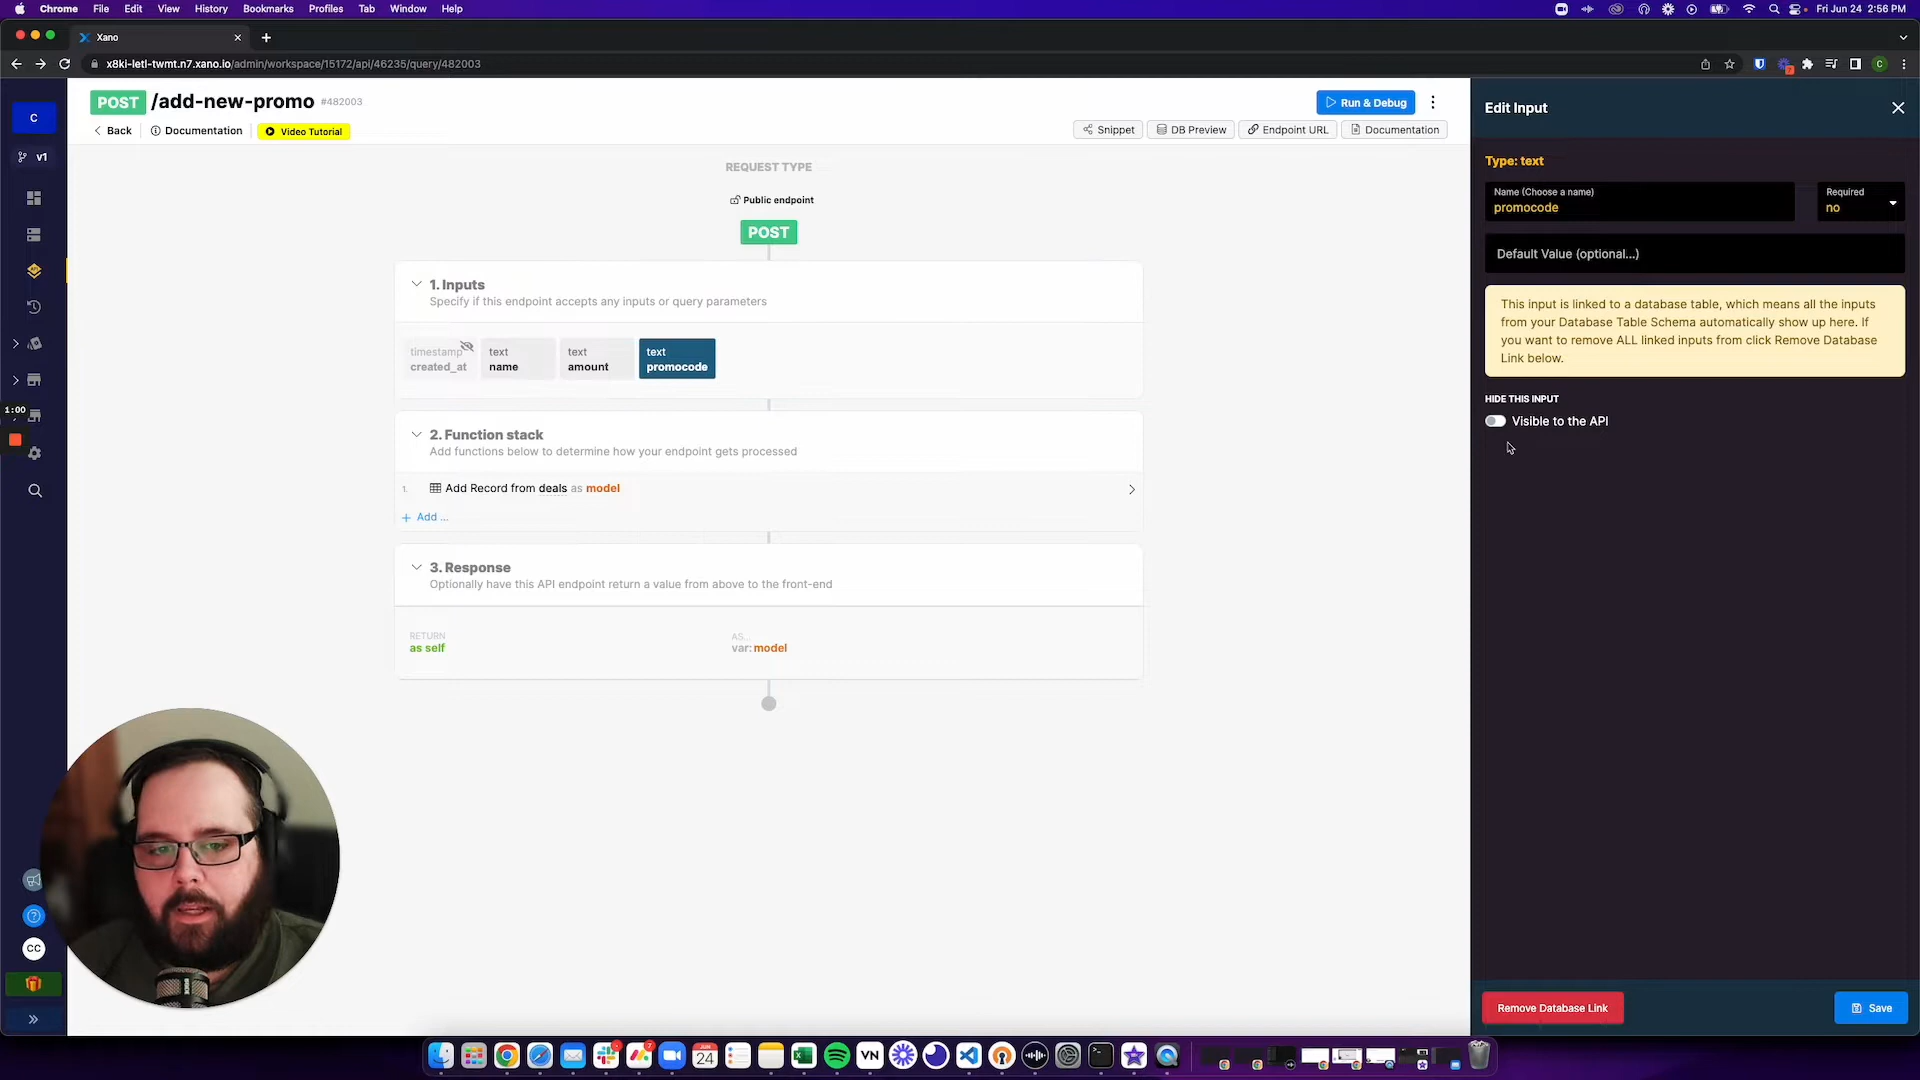 Chrome File Edit View History Bookmarks Profiles Tab Window Help
Fri Jun 24 2:56 PM
Xano
x8ki-letl-twmt.n7.xano.io/admin/workspace/15172/api/46235/query/482003
C
C
v1
1:00
CC
POST /add-new-promo #482003
Run & Debug
Back
Documentation
Video Tutorial
Snippet
DB Preview
Endpoint URL
Documentation
REQUEST TYPE
Public endpoint
POST
1. Inputs
Specify if this endpoint accepts any inputs or query parameters
timestamp
created_at
text
name
text
amount
text
promocode
2. Function stack
Add functions below to determine how your endpoint gets processed
1. Add Record from deals as model
+ Add ...
3. Response
Optionally have this API endpoint return a value from above to the front-end
RETURN
as self
AS...
var: model
Edit Input
Type: text
Name (Choose a name)
promocode
Required
no
Default Value (optional...)
This input is linked to a database table, which means all the inputs
from your Database Table Schema automatically show up here. If
you want to remove ALL linked inputs from click Remove Database
Link below.
HIDE THIS INPUT
Visible to the API
Remove Database Link
Save
JUN
24
7
VN